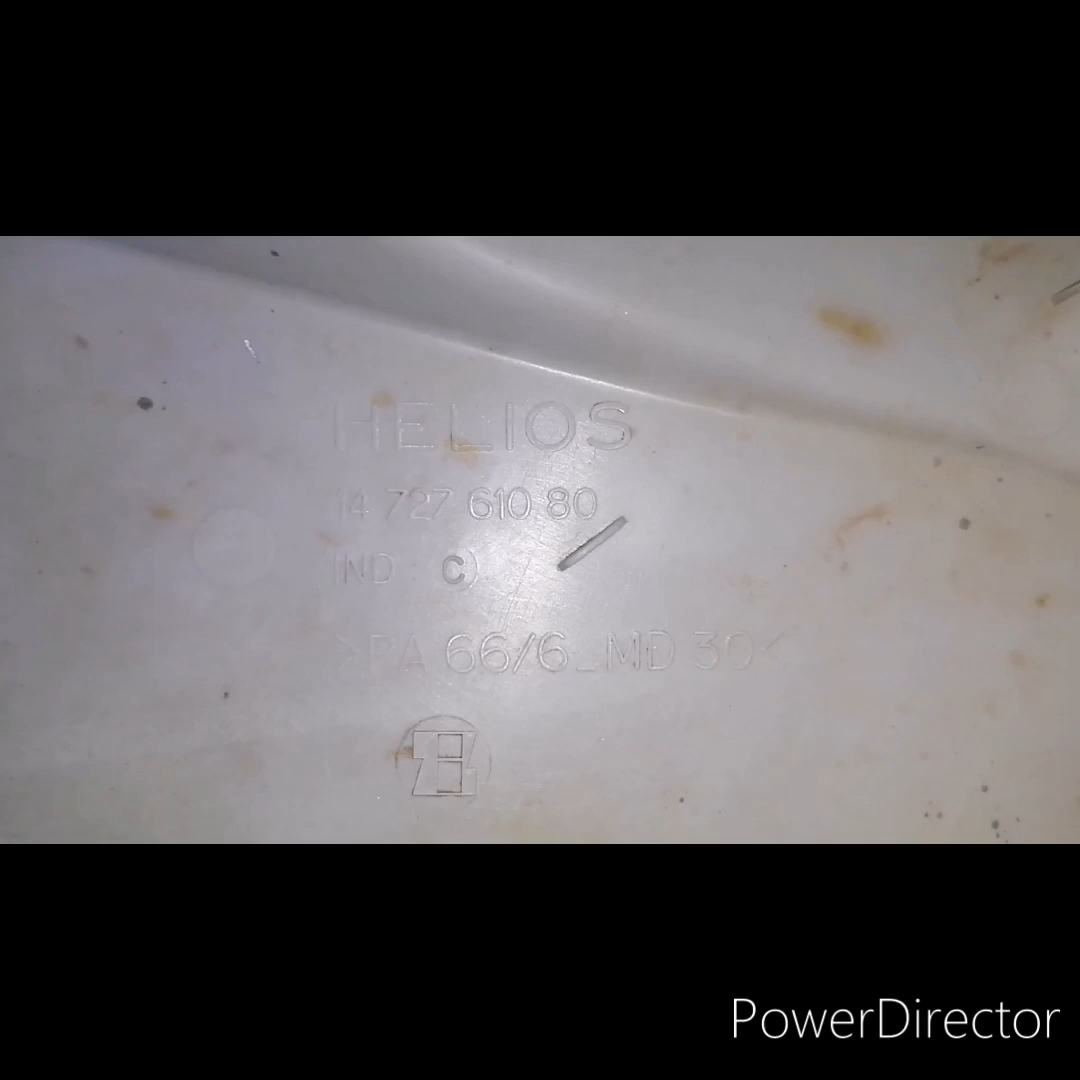 HELIOS
14 727 610 80
(IND : C)
>PA 66/6_MD 30<
PowerDirector